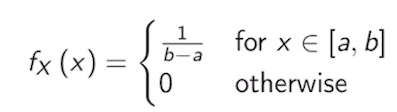 f_X (x) = { 1/(b−a) for x ∈ [a, b]
0 otherwise